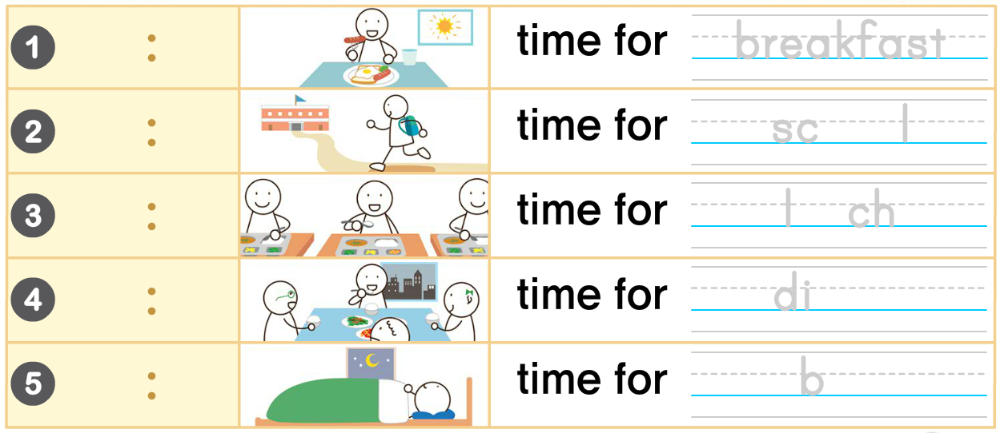 1 : time for breakfast
2 : time for sc l
3 : time for l ch
4 : time for di
5 : time for b